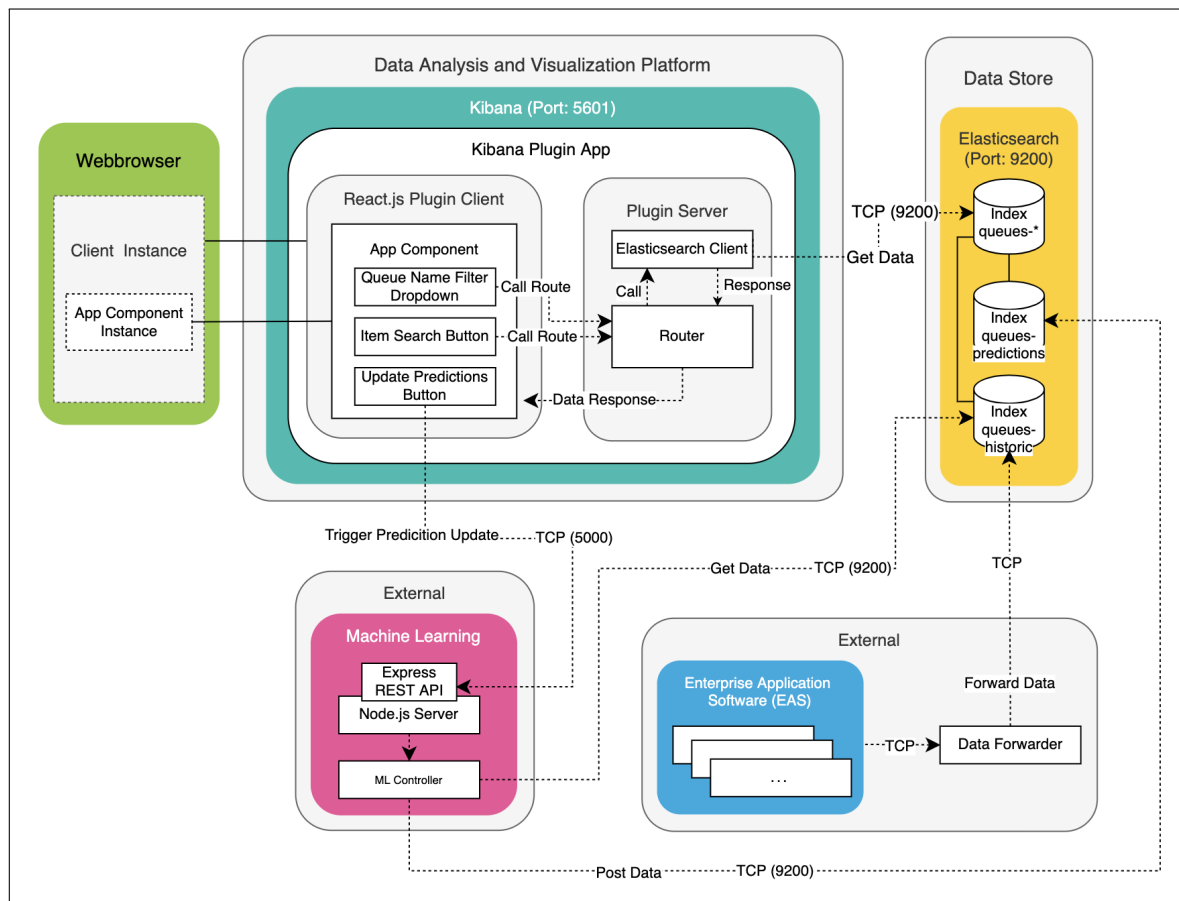 Data Analysis and Visualization Platform
Kibana (Port: 5601)
Kibana Plugin App
Webbrowser
Client Instance
App Component
Instance
React.js Plugin Client
App Component
Queue Name Filter
Dropdown
Item Search Button
Update Predictions
Button
Call Route
Call Route
Data Response
Plugin Server
Elasticsearch Client
Call
Response
Router
TCP (9200)
Get Data
Data Store
Elasticsearch
(Port: 9200)
Index
queues-*
Index
queues-
predictions
Index
queues-
historic
Trigger Predicition Update
TCP (5000)
Get Data
TCP (9200)
TCP
External
Machine Learning
Express
REST API
Node.js Server
ML Controller
External
Enterprise Application
Software (EAS)
...
TCP
Forward Data
Data Forwarder
Post Data
TCP (9200)